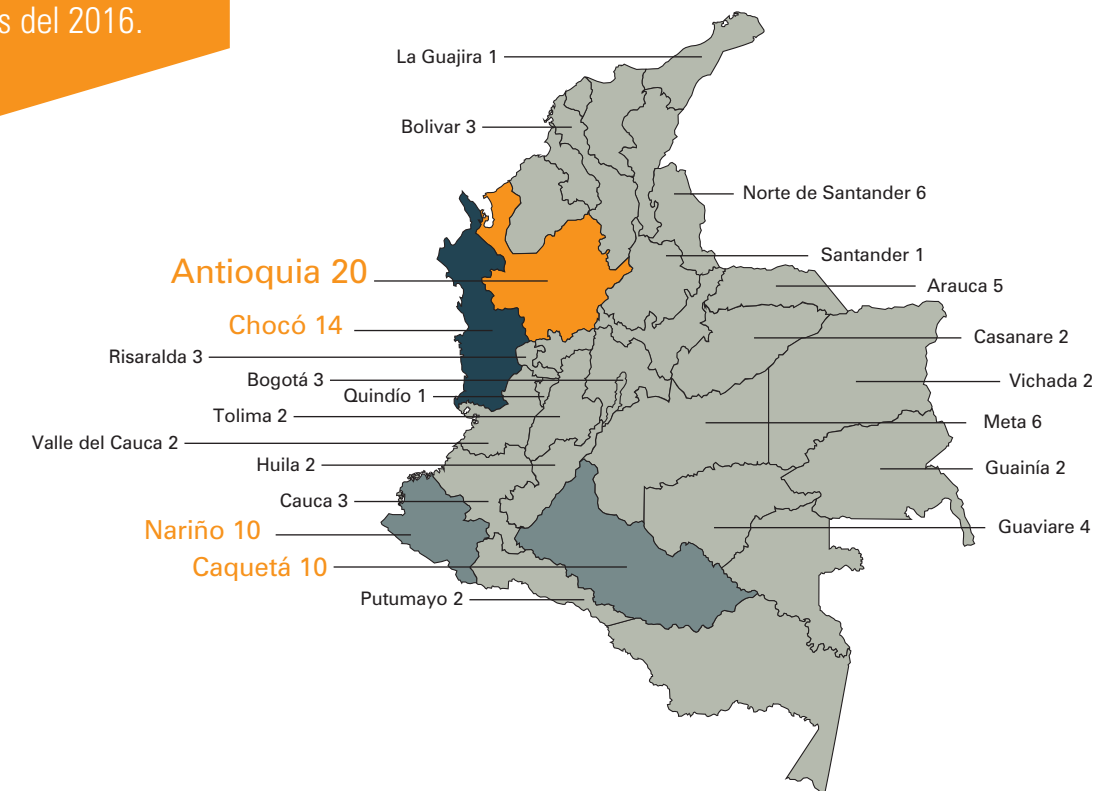 s del 2016.
La Guajira 1
Bolivar 3
Norte de Santander 6
Santander 1
Antioquia 20
Arauca 5
Chocó 14
Casanare 2
Risaralda 3
Bogotá 3
Vichada 2
Quindío 1
Tolima 2
Meta 6
Valle del Cauca 2
Huila 2
Guainía 2
Cauca 3
Nariño 10
Guaviare 4
Caquetá 10
Putumayo 2